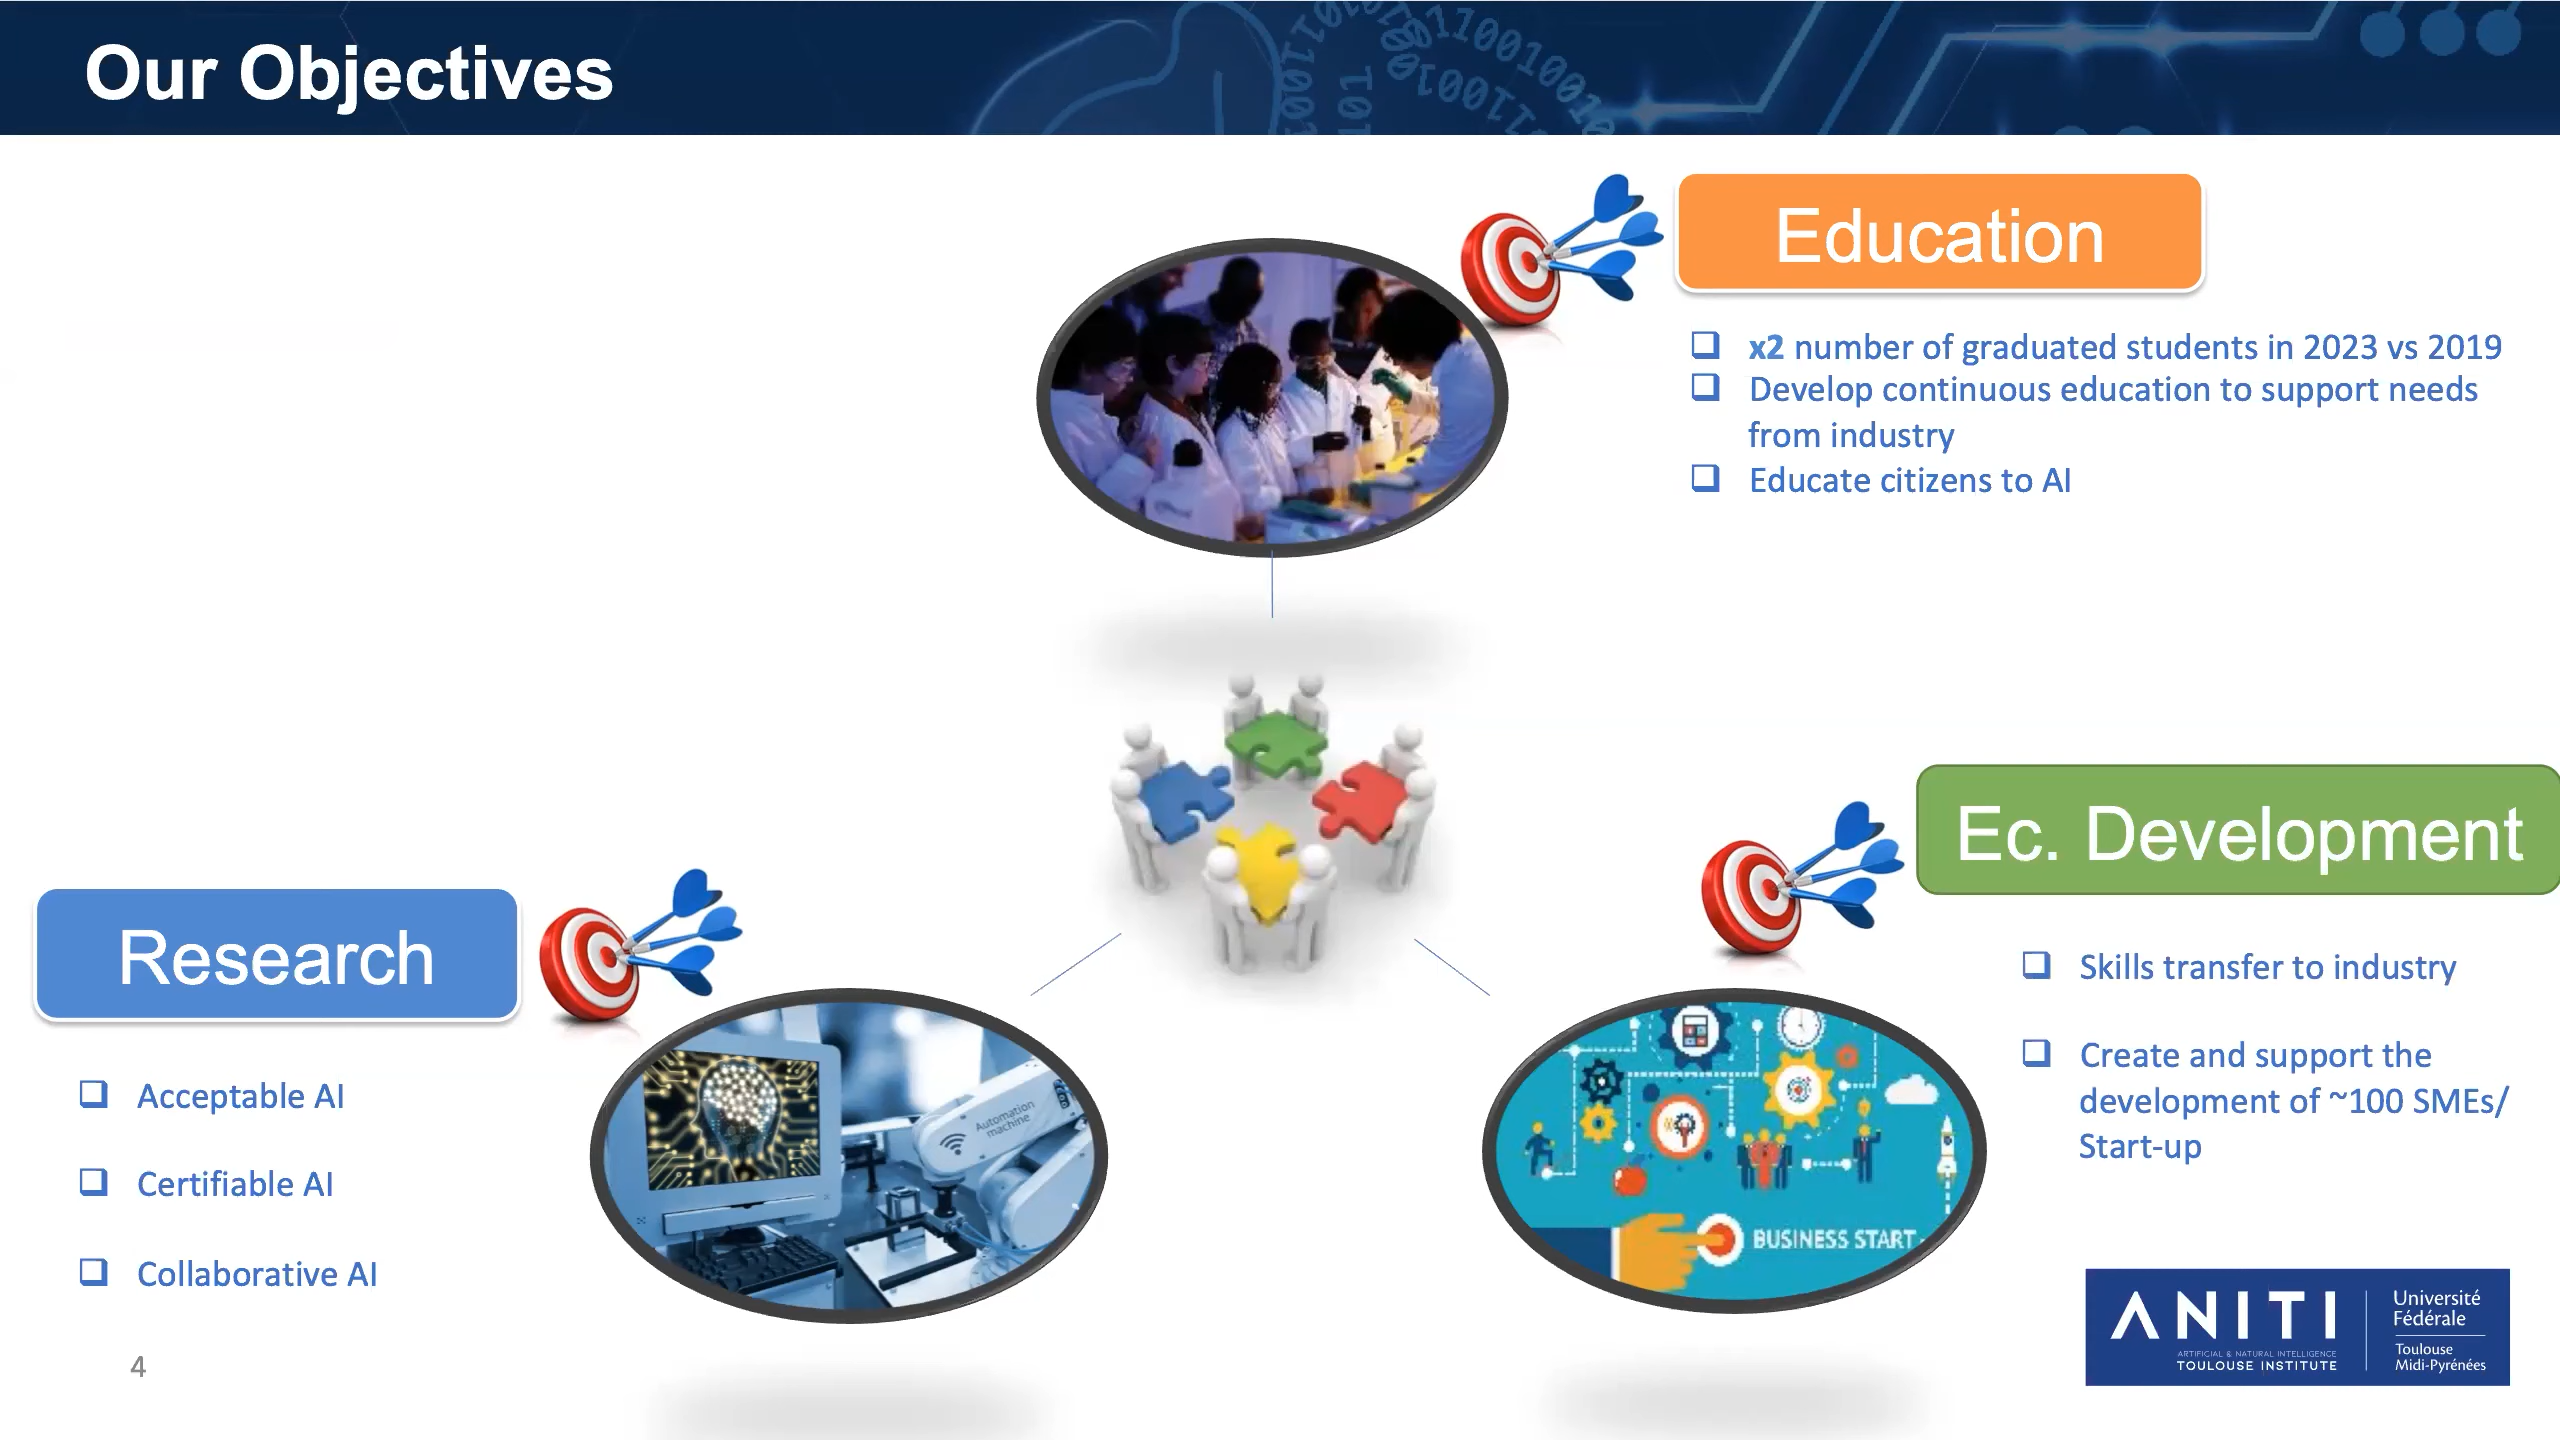 Our Objectives
Education
x2 number of graduated students in 2023 vs 2019
Develop continuous education to support needs
from industry
Educate citizens to AI
Ec. Development
Skills transfer to industry
Create and support the
development of ~100 SMEs/
Start-up
Research
Acceptable AI
Certifiable AI
Collaborative AI
Automation
machine
BUSINESS START
ANITI
ARTIFICIAL & NATURAL INTELLIGENCE
TOULOUSE INSTITUTE
Université
Fédérale
Toulouse
Midi-Pyrénées
4